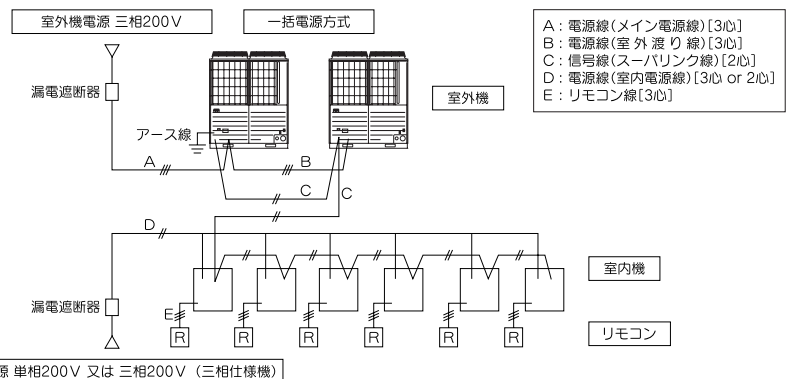 室外機電源 三相200V
一括電源方式
A：電源線(メイン電源線)[3心]
B：電源線(室外渡り線)[3心]
C：信号線(スーパリンク線)[2心]
D：電源線(室内電源線)[3心 or 2心]
E：リモコン線[3心]
漏電遮断器
室外機
アース線
A
B
C
C
D
室内機
漏電遮断器
E
リモコン
R
R
R
R
R
R
源 単相200V 又は 三相200V（三相仕様機）